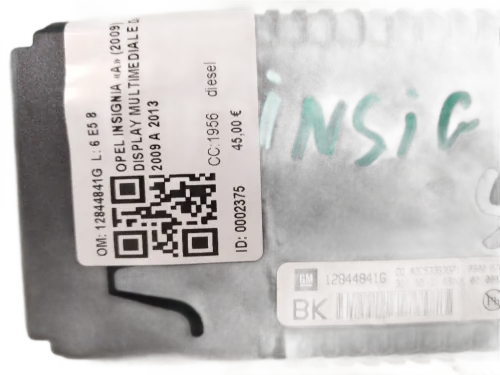 OM: 12844841G L: 6 E5 8
OPEL INSIGNIA «A» (2009)
DISPLAY MULTIMEDIALE
2009 A 2013
CC:1956 diesel
45,00 €
ID: 0002375
iNSiG
GM
12844841G
BK